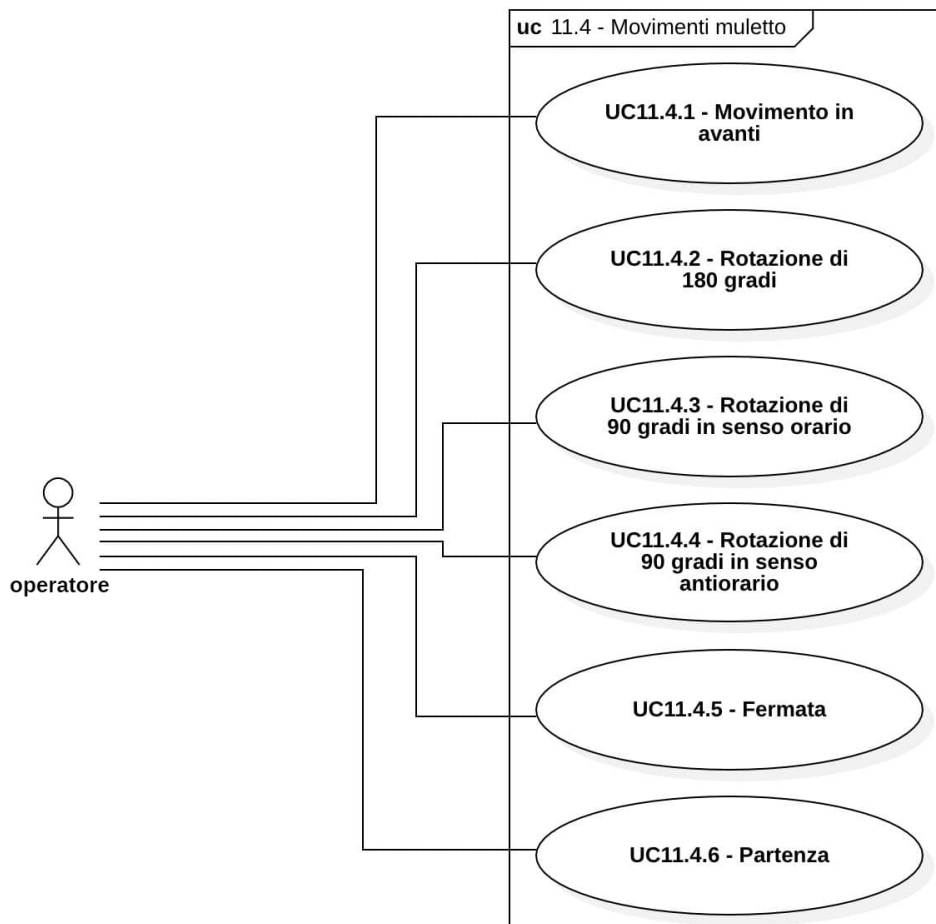 uc 11.4 - Movimenti muletto
UC11.4.1 - Movimento in
avanti
UC11.4.2 - Rotazione di
180 gradi
UC11.4.3 - Rotazione di
90 gradi in senso orario
operatore
UC11.4.4 - Rotazione di
90 gradi in senso
antiorario
UC11.4.5 - Fermata
UC11.4.6 - Partenza